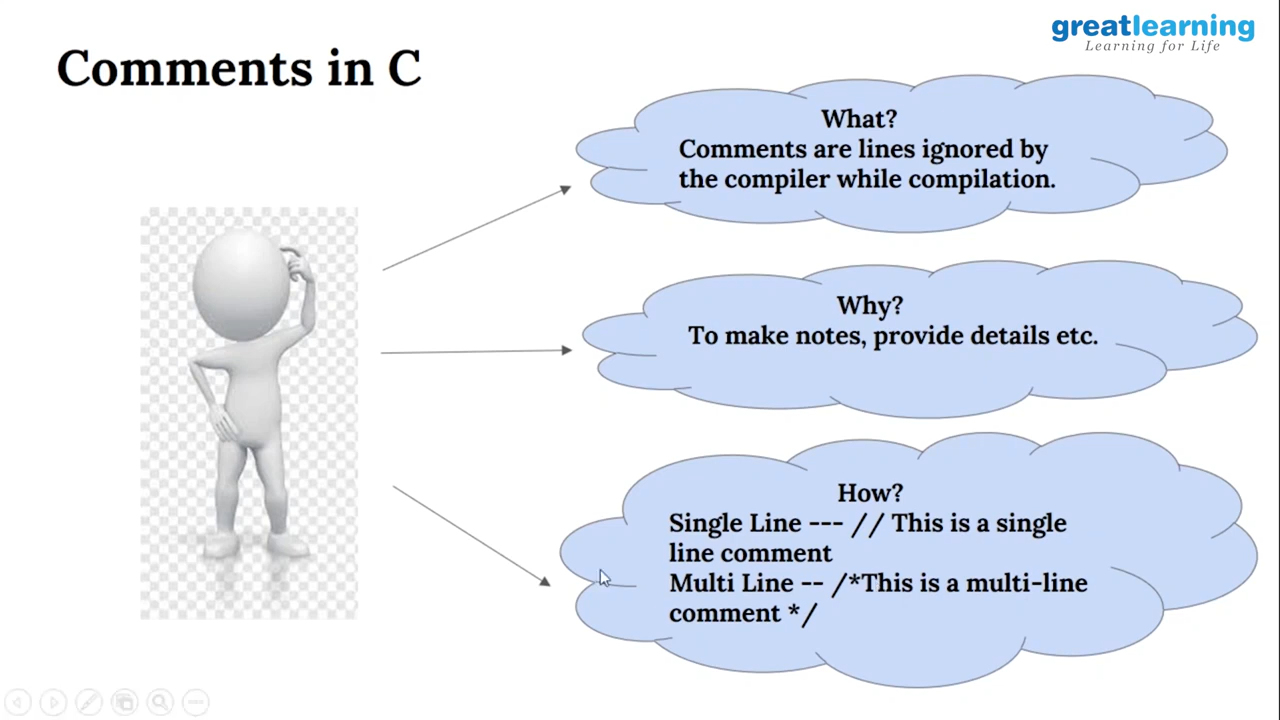 greatlearning
Learning for Life
Comments in C
What?
Comments are lines ignored by
the compiler while compilation.
Why?
To make notes, provide details etc.
How?
Single Line --- // This is a single
line comment
Multi Line -- /*This is a multi-line
comment */